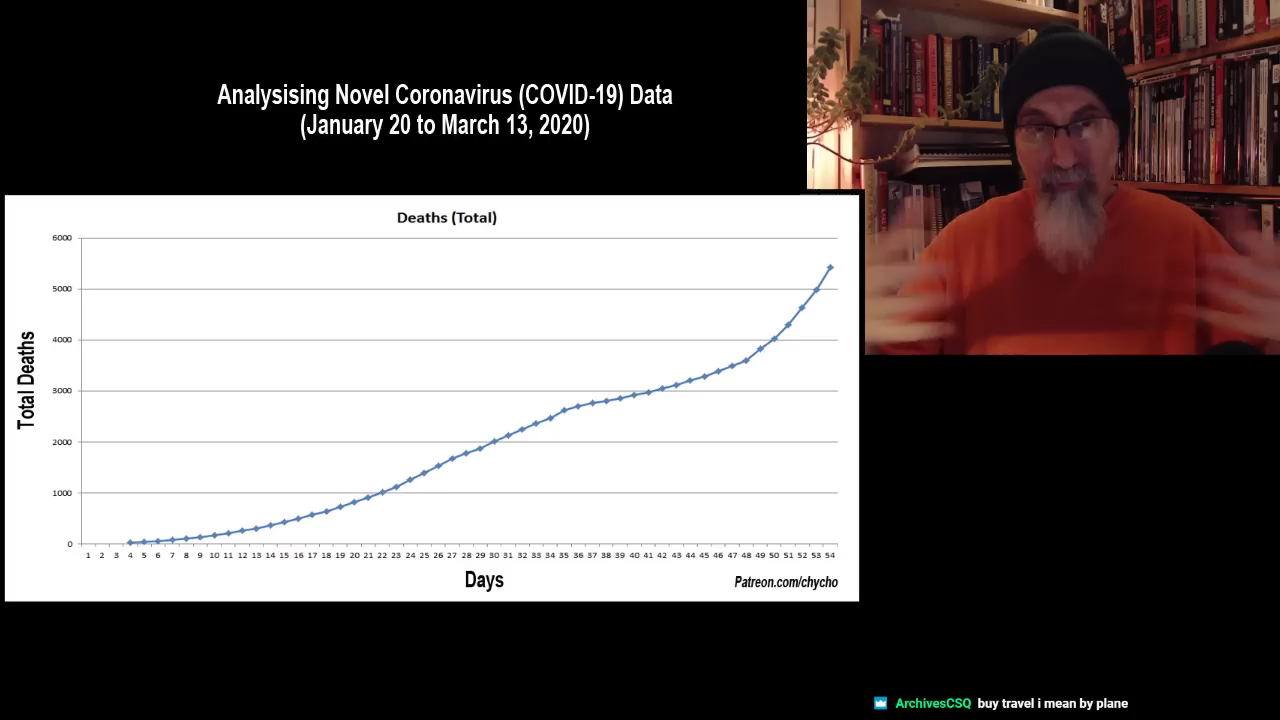 Analysising Novel Coronavirus (COVID-19) Data
(January 20 to March 13, 2020)
Deaths (Total)
6000
5000
4000
3000
2000
1000
0
Total Deaths
1 2 3 4 5 6 7 8 9 10 11 12 13 14 15 16 17 18 19 20 21 22 23 24 25 26 27 28 29 30 31 32 33 34 35 36 37 38 39 40 41 42 43 44 45 46 47 48 49 50 51 52 53 54
Days
Patreon.com/chycho
ArchivesCSQ buy travel i mean by plane